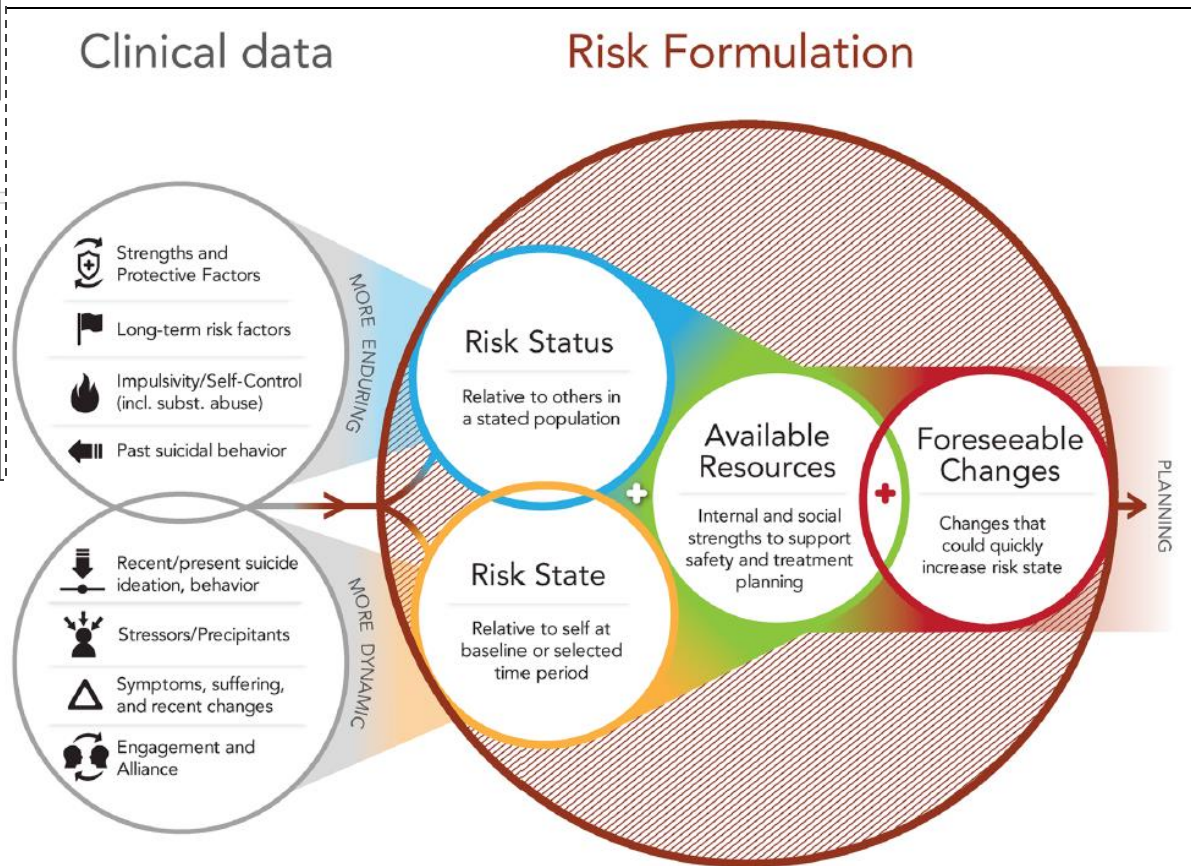 Clinical data
Risk Formulation
Strengths and
Protective Factors
Long-term risk factors
Impulsivity/Self-Control
(incl. subst. abuse)
Past suicidal behavior
MORE ENDURING
Recent/present suicide
ideation, behavior
Stressors/Precipitants
Symptoms, suffering,
and recent changes
Engagement and
Alliance
MORE DYNAMIC
Risk Status
Relative to others in
a stated population
Risk State
Relative to self at
baseline or selected
time period
+
Available
Resources
Internal and social
strengths to support
safety and treatment
planning
+
Foreseeable
Changes
Changes that
could quickly
increase risk state
PLANNING